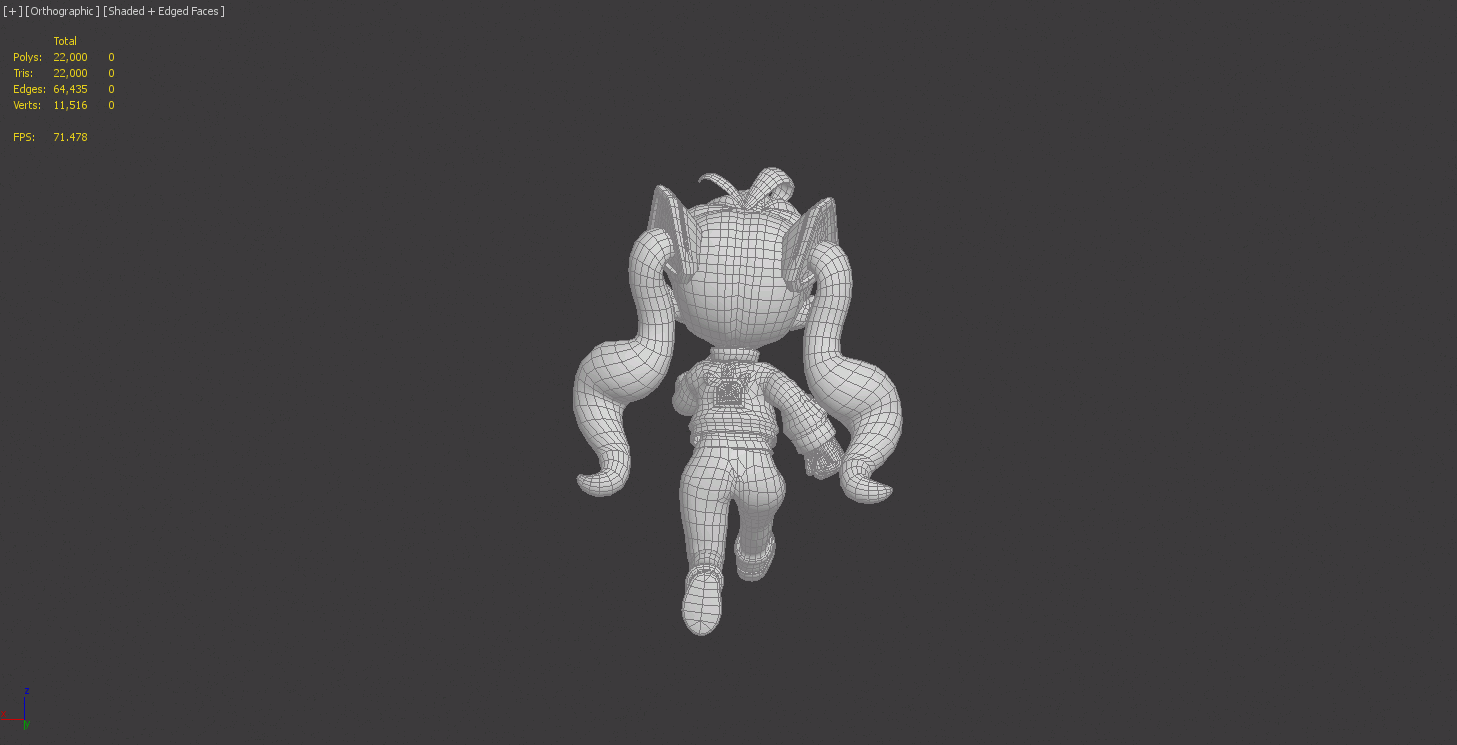 [+] [Orthographic] [Shaded + Edged Faces]
Total
Polys: 22,000 0
Tris: 22,000 0
Edges: 64,435 0
Verts: 11,516 0
FPS: 71.478
z
x
y